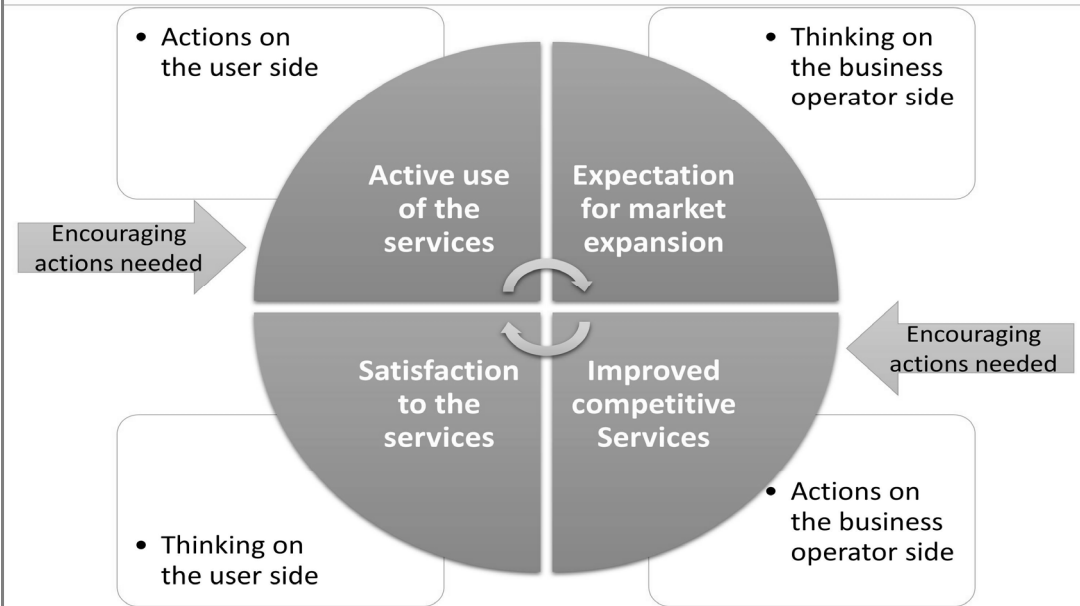 • Actions on
the user side
• Thinking on
the business
operator side
Active use
of the
services
Expectation
for market
expansion
Encouraging
actions needed
Encouraging
actions needed
Satisfaction
to the
services
Improved
competitive
Services
• Thinking on
the user side
• Actions on
the business
operator side